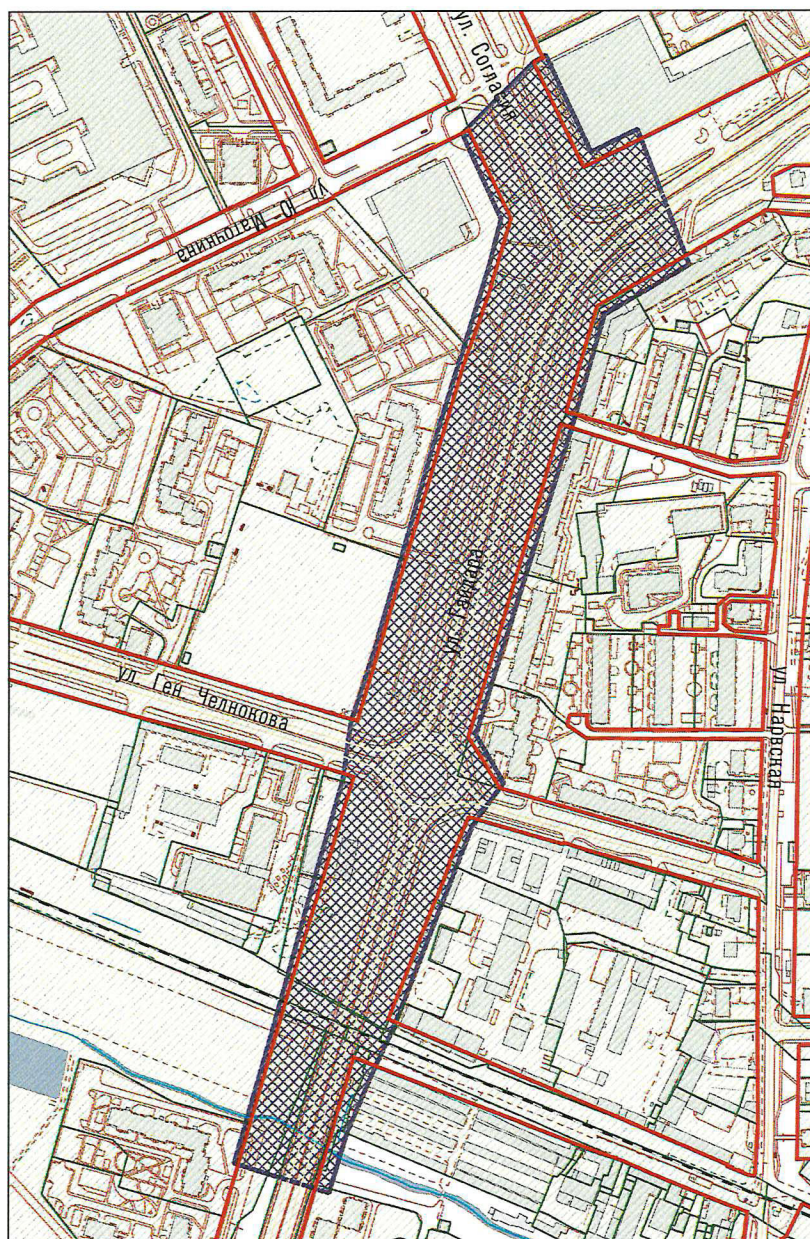 ул. Согласия
ул. Ю. Маточкина
ул. Гайдара
ул. Ген. Челнокова
ул. Нарвская